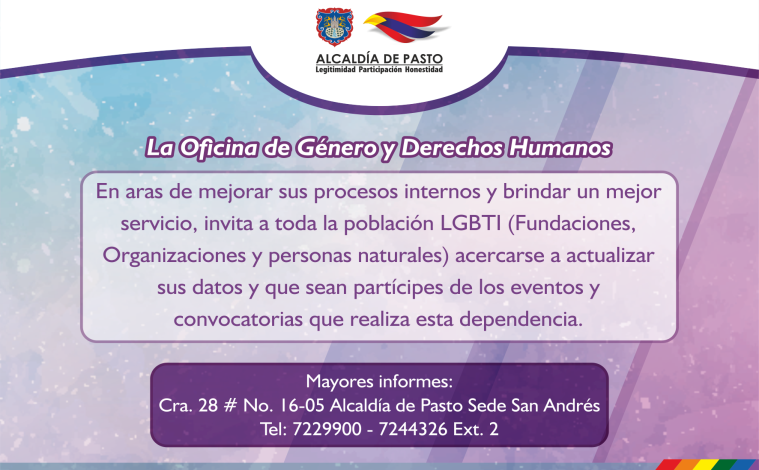 ALCALDÍA DE PASTO
Legitimidad Participación Honestidad
La Oficina de Género y Derechos Humanos
En aras de mejorar sus procesos internos y brindar un mejor
servicio, invita a toda la población LGBTI (Fundaciones,
Organizaciones y personas naturales) acercarse a actualizar
sus datos y que sean partícipes de los eventos y
convocatorias que realiza esta dependencia.
Mayores informes:
Cra. 28 # No. 16-05 Alcaldía de Pasto Sede San Andrés
Tel: 7229900 - 7244326 Ext. 2